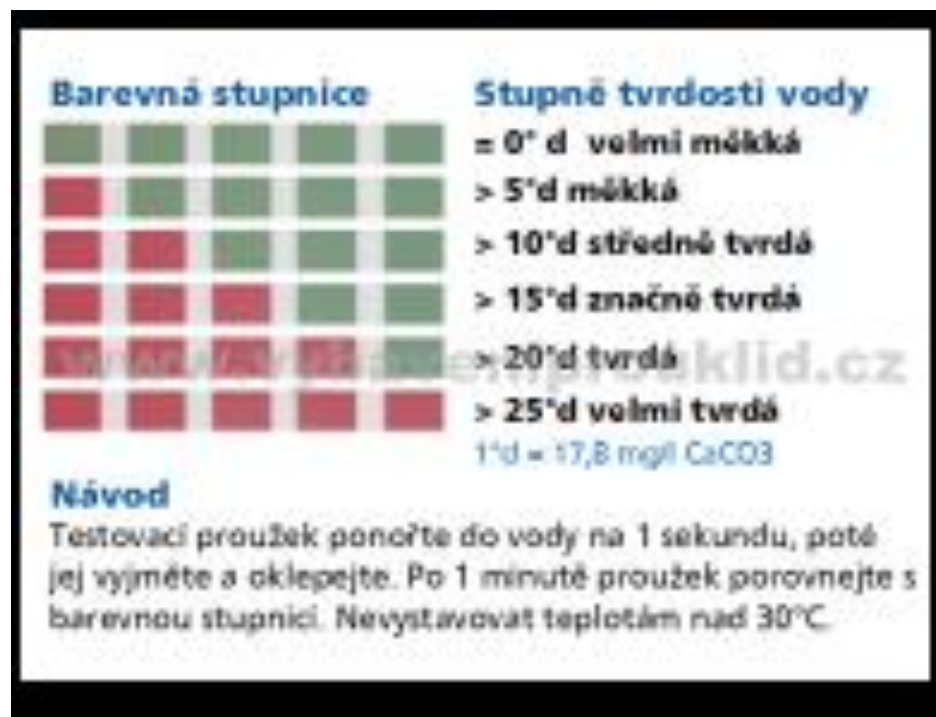 Barevná stupnice
Stupně tvrdosti vody
= 0° d velmi měkká
> 5°d měkká
> 10°d středně tvrdá
> 15°d značně tvrdá
> 20°d tvrdá
> 25°d velmi tvrdá
1°d = 17,8 mg/l CaCO3
Návod
Testovací proužek ponořte do vody na 1 sekundu, poté
jej vyjměte a oklepejte. Po 1 minutě proužek porovnejte s
barevnou stupnicí. Nevystavovat teplotám nad 30°C.